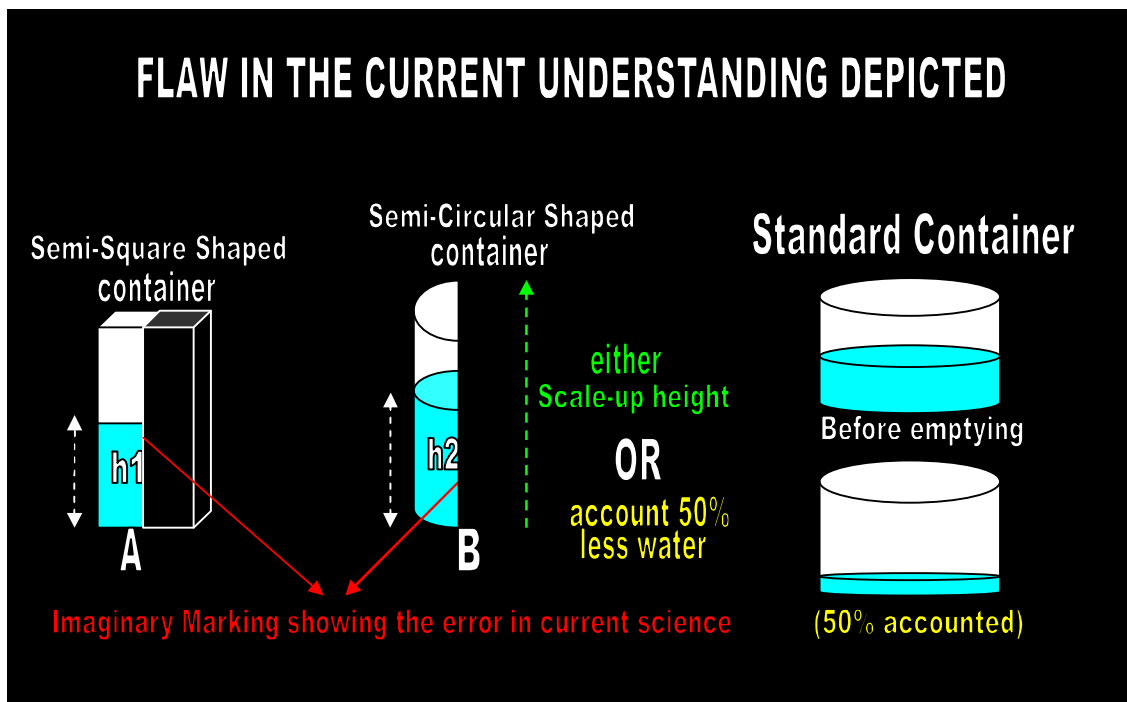 FLAW IN THE CURRENT UNDERSTANDING DEPICTED
Semi-Square Shaped
container
h1
A
Semi-Circular Shaped
container
h2
B
either
Scale-up height
OR
account 50%
less water
Standard Container
Before emptying
(50% accounted)
Imaginary Marking showing the error in current science